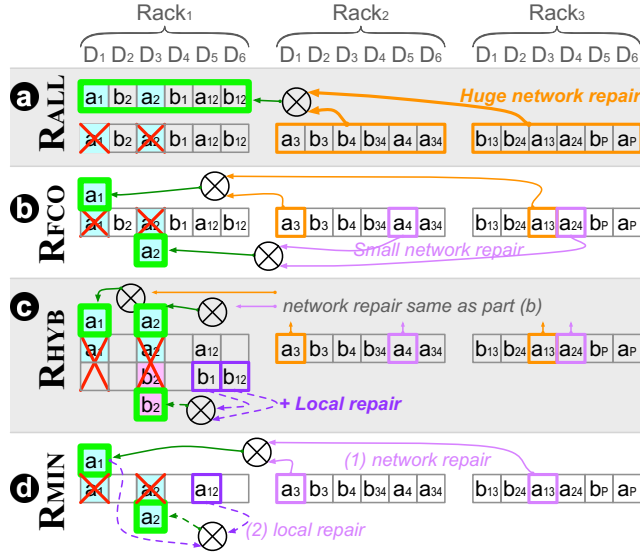 Rack1 Rack2 Rack3
D1 D2 D3 D4 D5 D6 D1 D2 D3 D4 D5 D6 D1 D2 D3 D4 D5 D6
a RALL
a1 b2 a2 b1 a12 b12
Huge network repair
a1 b2 a2 b1 a12 b12 a3 b3 b4 b34 a4 a34 b13 b24 a13 a24 bP aP
b RFCO
a1
a1 b2 a2 b1 a12 b12 a3 b3 b4 b34 a4 a34 b13 b24 a13 a24 bP aP
a2
Small network repair
c RHYB
network repair same as part (b)
a1 a2
a1 a2 a12 a3 b3 b4 b34 a4 a34 b13 b24 a13 a24 bP aP
b2 b1 b12
b2
+ Local repair
d RMIN
a1
(1) network repair
a1 a2 a12 a3 b3 b4 b34 a4 a34 b13 b24 a13 a24 bP aP
a2
(2) local repair